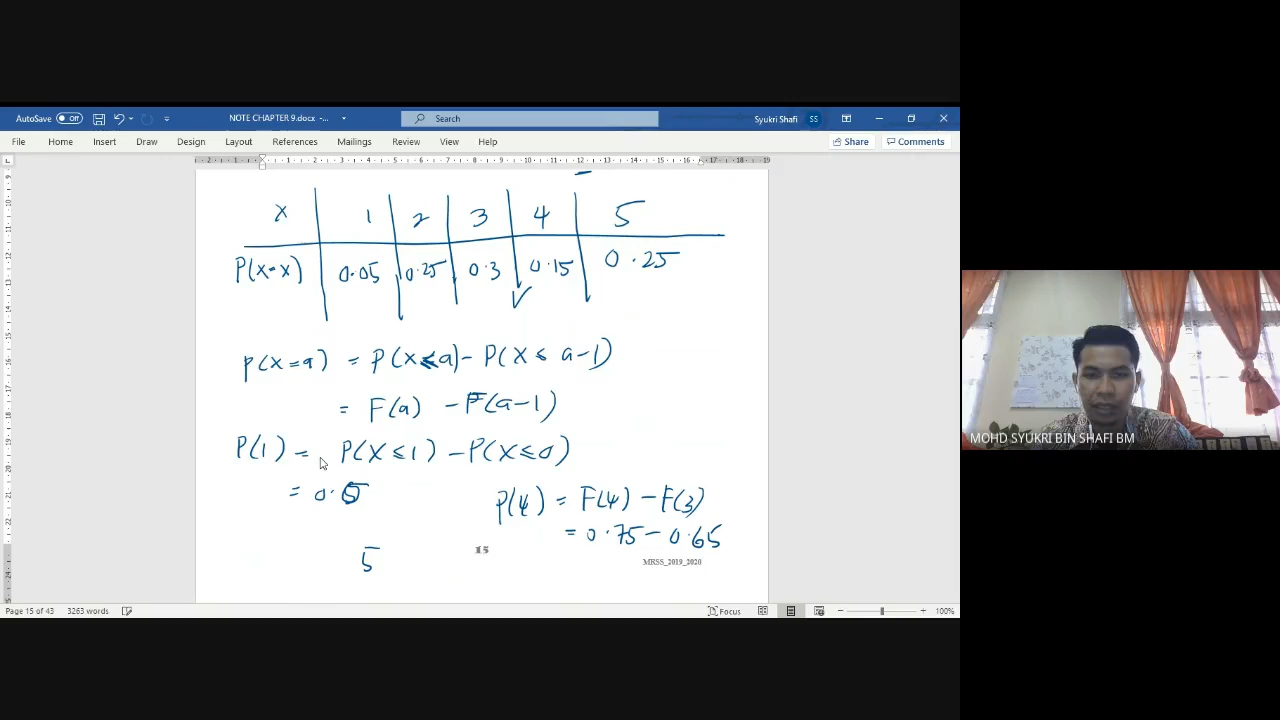 AutoSave Off NOTE CHAPTER 9.docx -... Search Syukri Shafi SS
File Home Insert Draw Design Layout References Mailings Review View Help Share Comments
x 1 2 3 4 5
P(X=x) 0.05 0.25 0.3 0.15 0.25
P(X=a) = P(X≤a) - P(X≤ a-1)
= F(a) - F(a-1)
P(1) = P(X≤1) - P(X≤0)
= 0.
P(4) = F(4) - F(3)
= 0.75 - 0.65
5
15
MRSS_2019_2020
MOHD SYUKRI BIN SHAFI BM
Page 15 of 43 3263 words Focus 100%